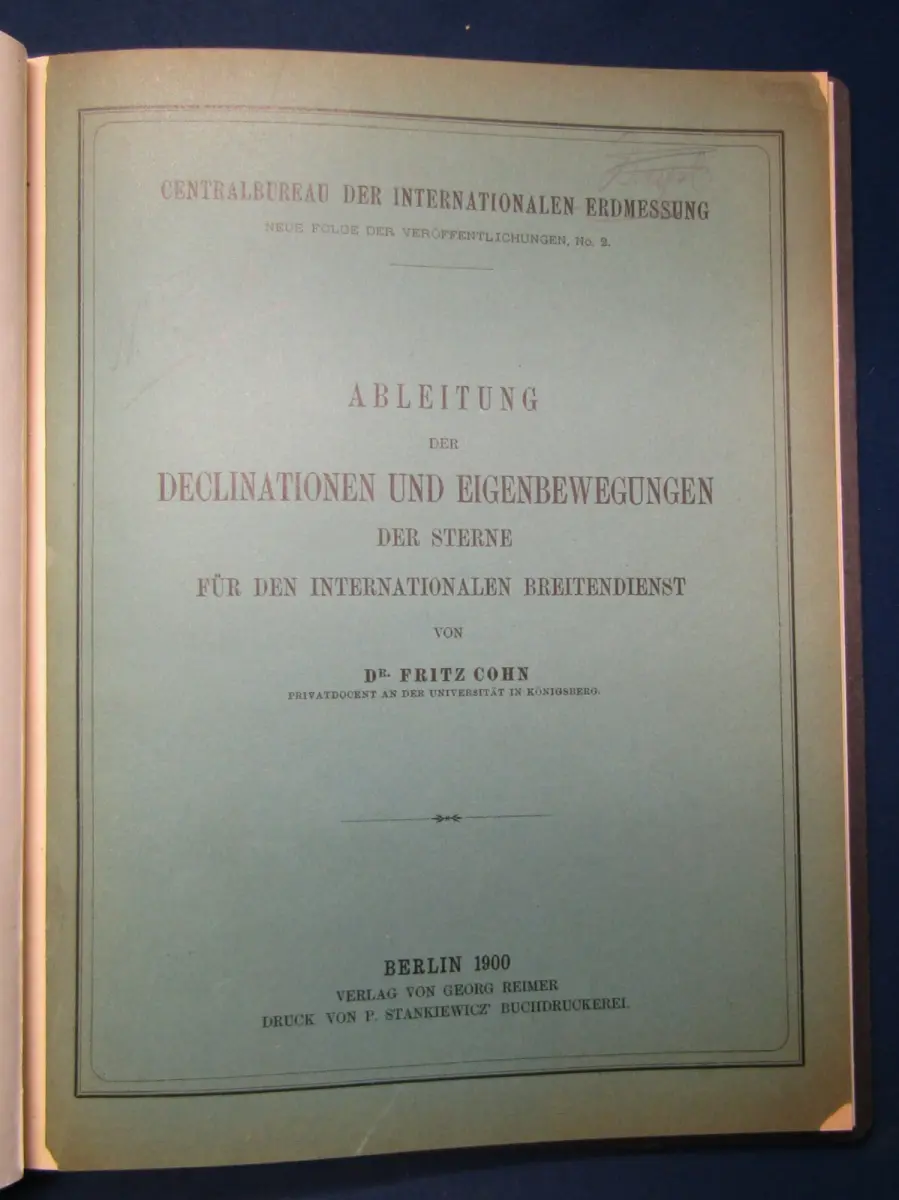 CENTRALBUREAU DER INTERNATIONALEN ERDMESSUNG
NEUE FOLGE DER VERÖFFENTLICHUNGEN, No. 2.
ABLEITUNG
DER
DECLINATIONEN UND EIGENBEWEGUNGEN
DER STERNE
FÜR DEN INTERNATIONALEN BREITENDIENST
VON
DR. FRITZ COHN
PRIVATDOCENT AN DER UNIVERSITÄT IN KÖNIGSBERG.
BERLIN 1900
VERLAG VON GEORG REIMER
DRUCK VON P. STANKIEWICZ' BUCHDRUCKEREI.